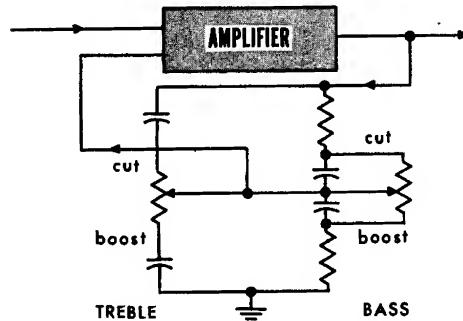 AMPLIFIER
cut
cut
boost
boost
TREBLE
BASS